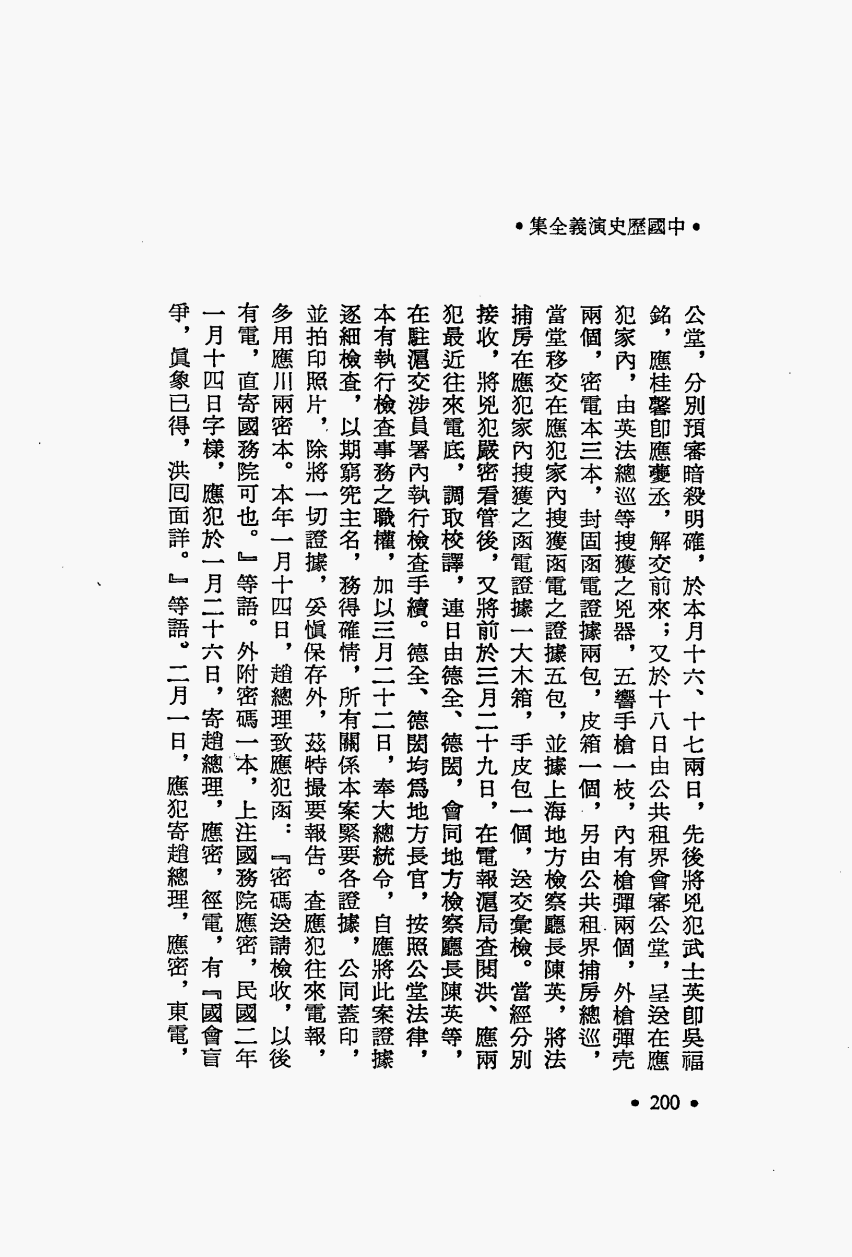 •中國歷史演義全集•
公堂，分別預審暗殺明確，於本月十六、十七兩日，先後將兇犯武士英卽吳福
銘，應桂馨卽應夔丞，解交前來；又於十八日由公共租界會審公堂，呈送在應
犯家內，由英法總巡等搜獲之兇器，五響手槍一枝，內有槍彈兩個，外槍彈壳
兩個，密電本三本，封固函電證據兩包，皮箱一個，另由公共租界捕房總巡，
當堂移交在應犯家內搜獲函電之證據五包，並據上海地方檢察廳長陳英，將法
捕房在應犯家內搜獲之函電證據一大木箱，手皮包一個，送交彙檢。當經分別
接收，將兇犯嚴密看管後，又將前於三月二十九日，在電報滬局查閱洪、應兩
犯最近往來電底，調取校譯，連日由德全、德閎，會同地方檢察廳長陳英等，
在駐滬交涉員署內執行檢查手續。德全、德閎均爲地方長官，按照公堂法律，
本有執行檢查事務之職權，加以三月二十二日，奉大總統令，自應將此案證據
逐細檢查，以期窮究主名，務得確情，所有關係本案緊要各證據，公同蓋印，
並拍印照片，除將一切證據，妥愼保存外，茲特撮要報告。查應犯往來電報，
多用應川兩密本。本年一月十四日，趙總理致應犯函：『密碼送請檢收，以後
有電，直寄國務院可也。』等語。外附密碼一本，上注國務院應密，民國二年
一月十四日字樣，應犯於一月二十六日，寄趙總理，應密，徑電，有『國會盲
爭，眞象已得，洪囘面詳。』等語。二月一日，應犯寄趙總理，應密，東電，
•200•